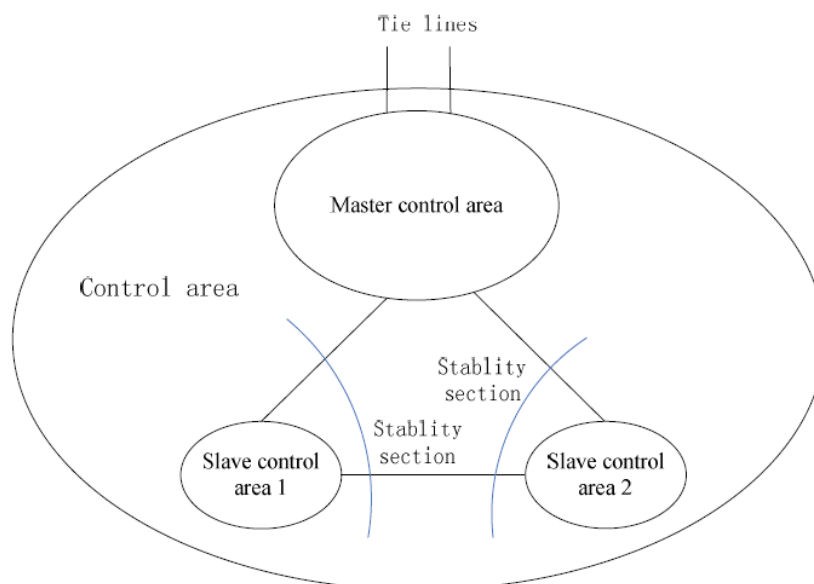 Tie lines
Master control area
Control area
Stablity
section
Stablity
section
Slave control
area 1
Slave control
area 2